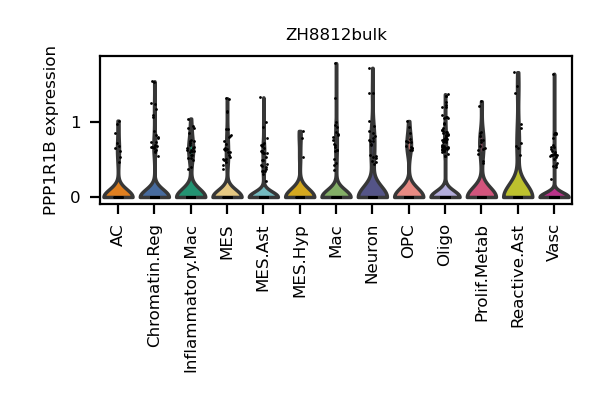 ZH8812bulk
PPP1R1B expression
1
0
AC
Chromatin.Reg
Inflammatory.Mac
MES
MES.Ast
MES.Hyp
Mac
Neuron
OPC
Oligo
Prolif.Metab
Reactive.Ast
Vasc